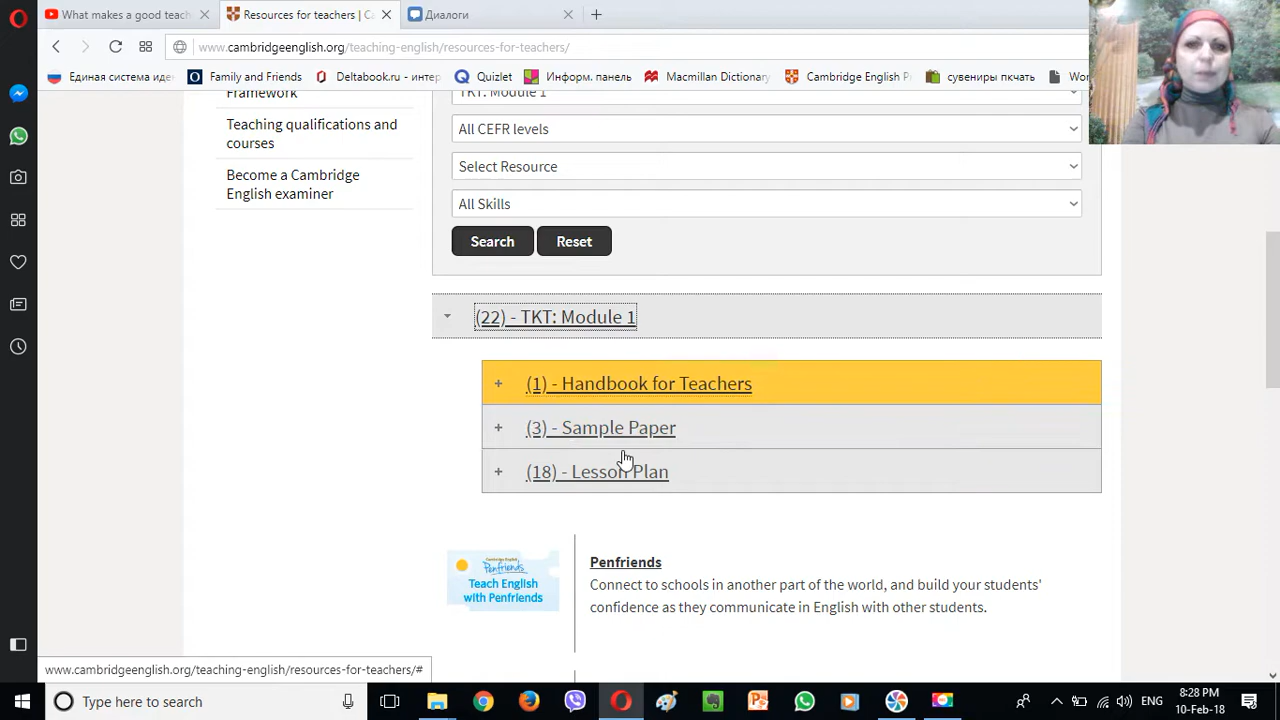 What makes a good teach
Resources for teachers | C
Диалоги
www.cambridgeenglish.org/teaching-english/resources-for-teachers/
Единая система иде
Family and Friends
Deltabook.ru - интер
Quizlet
Информ. панель
Macmillan Dictionary
Cambridge English Pr
сувениры пкчать
Wor
Framework
Teaching qualifications and
courses
Become a Cambridge
English examiner
TKT: Module 1
All CEFR levels
Select Resource
All Skills
Search
Reset
(22) - TKT: Module 1
(1) - Handbook for Teachers
(3) - Sample Paper
(18) - Lesson Plan
Cambridge English
Penfriends
Teach English
with Penfriends
Penfriends
Connect to schools in another part of the world, and build your students'
confidence as they communicate in English with other students.
www.cambridgeenglish.org/teaching-english/resources-for-teachers/#
Type here to search
ENG
8:28 PM
10-Feb-18